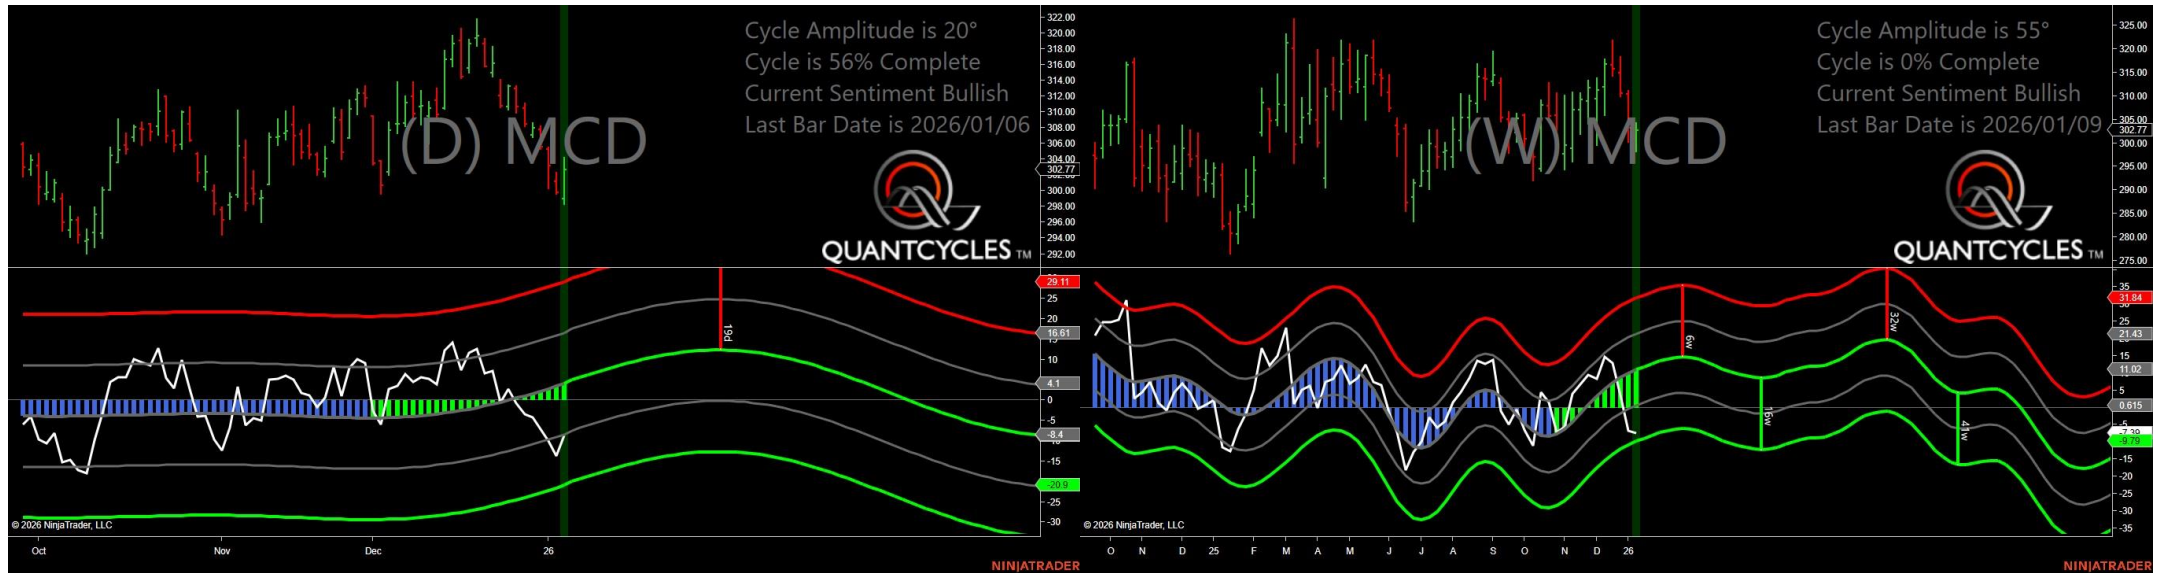 Cycle Amplitude is 20°
Cycle is 56% Complete
Current Sentiment Bullish
Last Bar Date is 2026/01/06
(D) MCD
QUANTCYCLES TM
322.00
320.00
318.00
316.00
314.00
312.00
310.00
308.00
306.00
304.00
302.77
300.00
298.00
296.00
294.00
292.00
29.11
25
20
16.61
10
4.1
0
-5
-8.4
-15
-20.9
-25
-30
19d
© 2026 NinjaTrader, LLC
Oct Nov Dec 26
NINJATRADER
Cycle Amplitude is 55°
Cycle is 0% Complete
Current Sentiment Bullish
Last Bar Date is 2026/01/09
(W) MCD
QUANTCYCLES TM
325.00
320.00
315.00
310.00
305.00
302.77
300.00
295.00
290.00
285.00
280.00
275.00
35
31.84
21.43
15
11.02
5
0.615
-7.39
-9.79
-15
-20
-25
-30
-35
6w
16w
32w
41w
© 2026 NinjaTrader, LLC
O N D 25 F M A M J J A S O N D 26
NINJATRADER